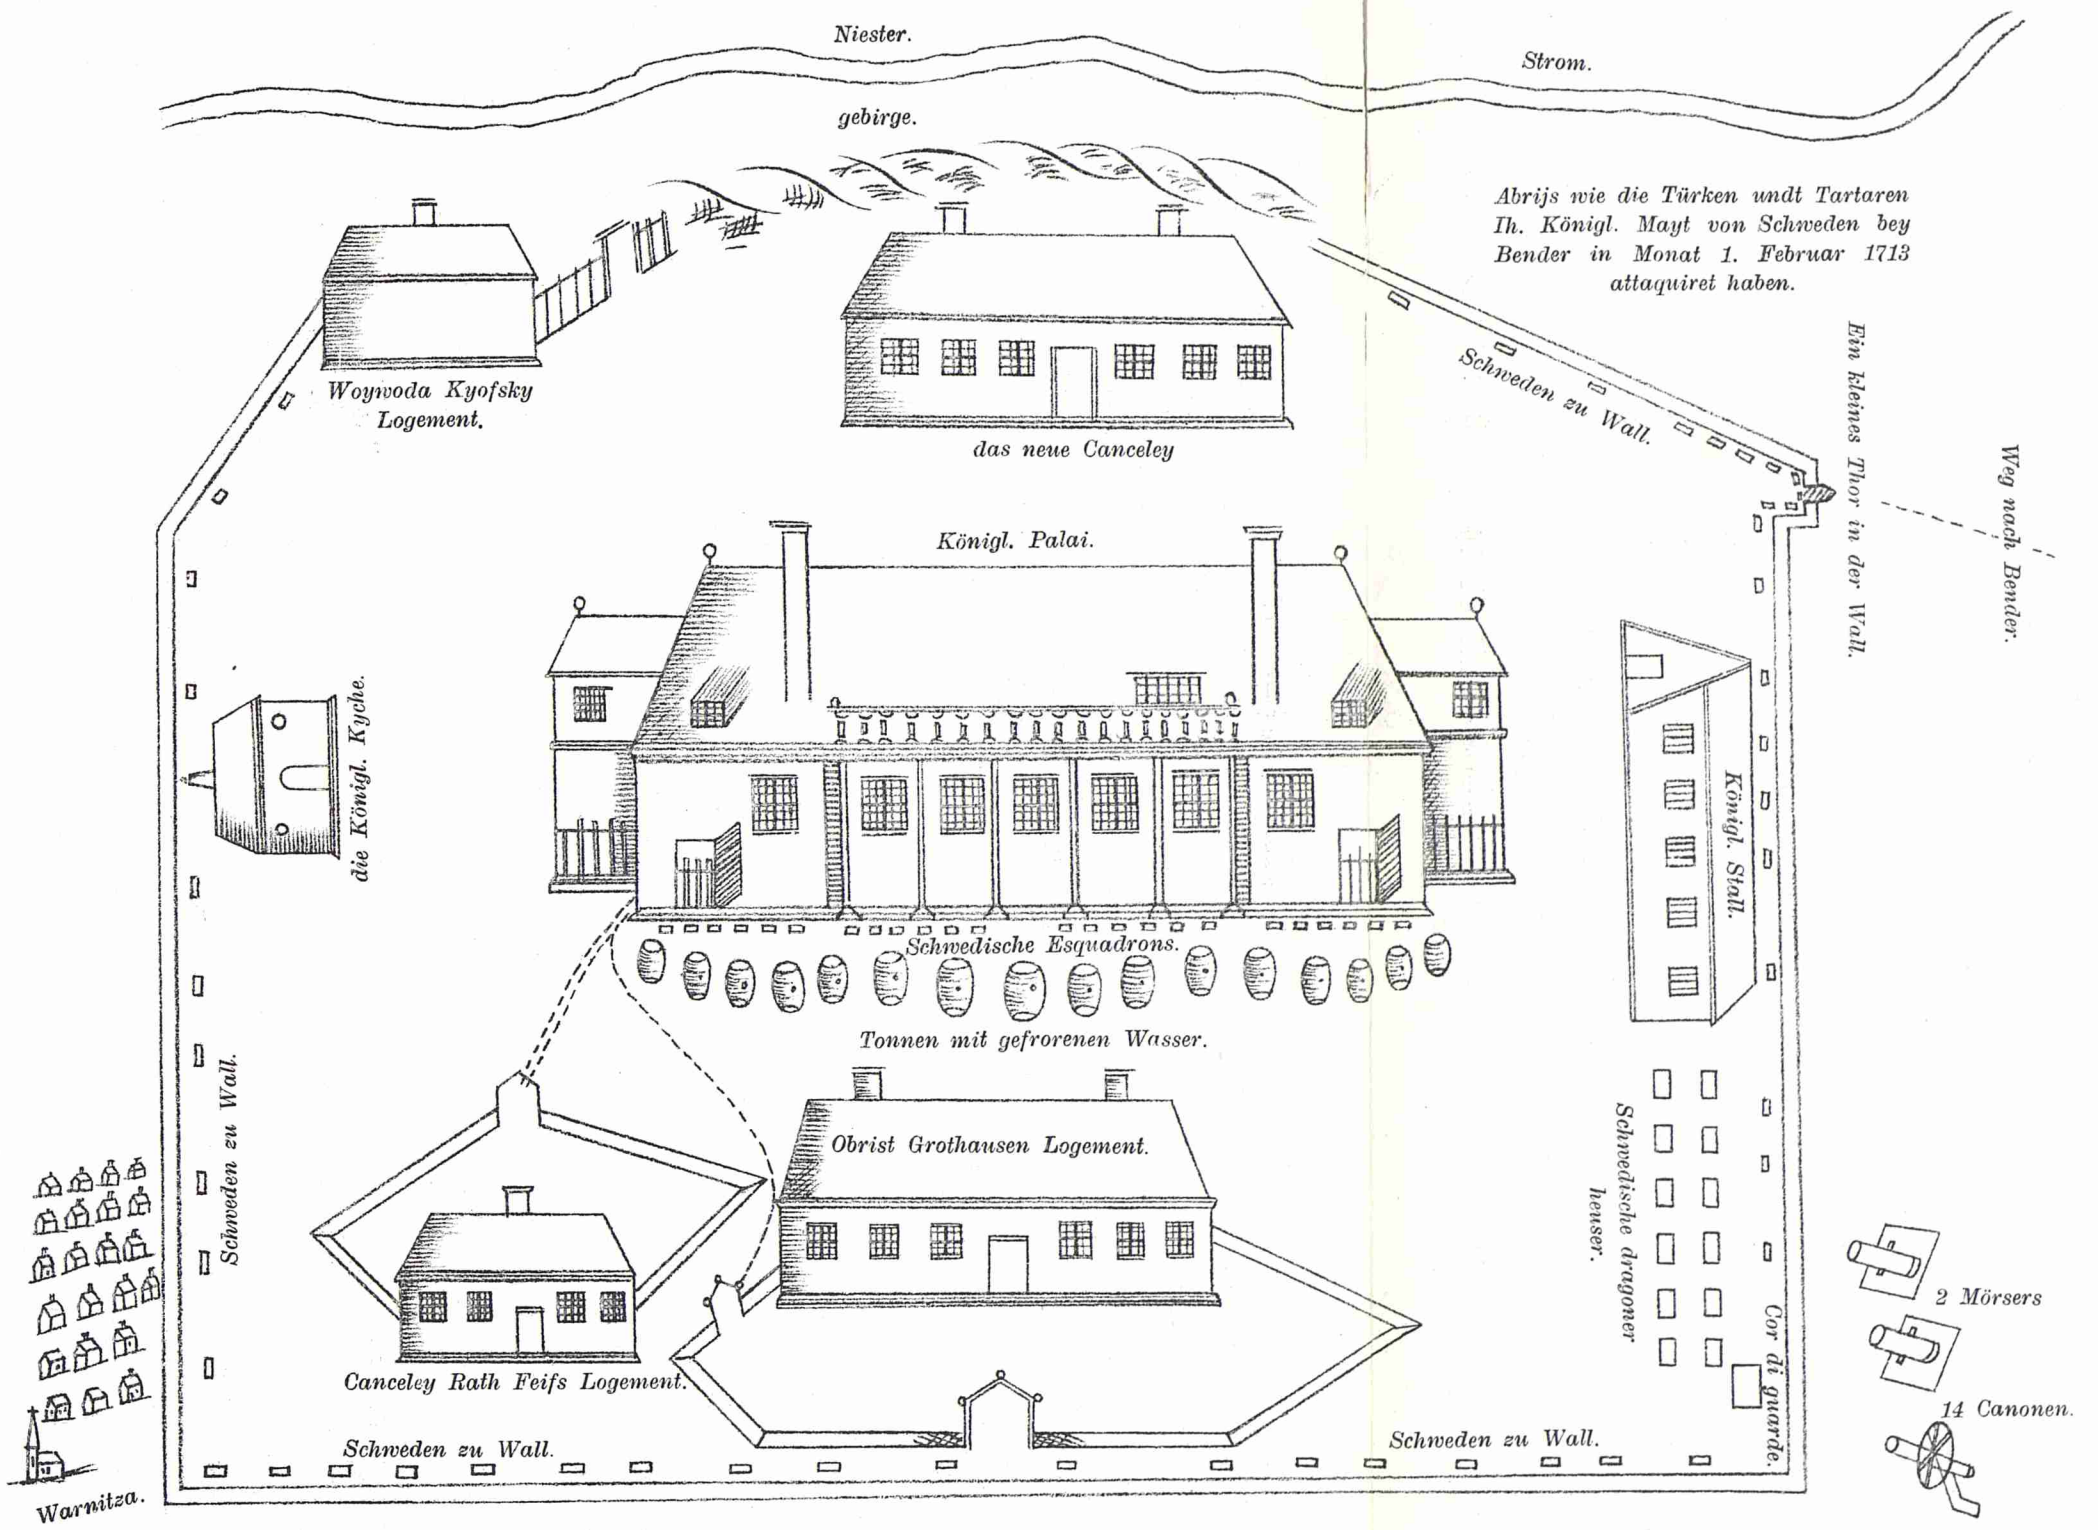 Niester.
Strom.
gebirge.
Abrijs wie die Türken undt Tartaren
Ih. Königl. Mayt von Schweden bey
Bender in Monat 1. Februar 1713
attaquiret haben.
Woywoda Kyofsky
Logement.
das neue Canceley
Schweden zu Wall.
Ein kleines Thor in der Wall.
Weg nach Bender.
Königl. Palai.
die Königl. Kyche.
Königl. Stall.
Schwedische Esquadrons.
Tonnen mit gefrorenen Wasser.
Schweden zu Wall.
Obrist Grothausen Logement.
Schwedische dragoner
heuser.
2 Mörsers
Cor di guarde.
Canceley Rath Feifs Logement.
14 Canonen.
Schweden zu Wall.
Schweden zu Wall.
Warnitza.